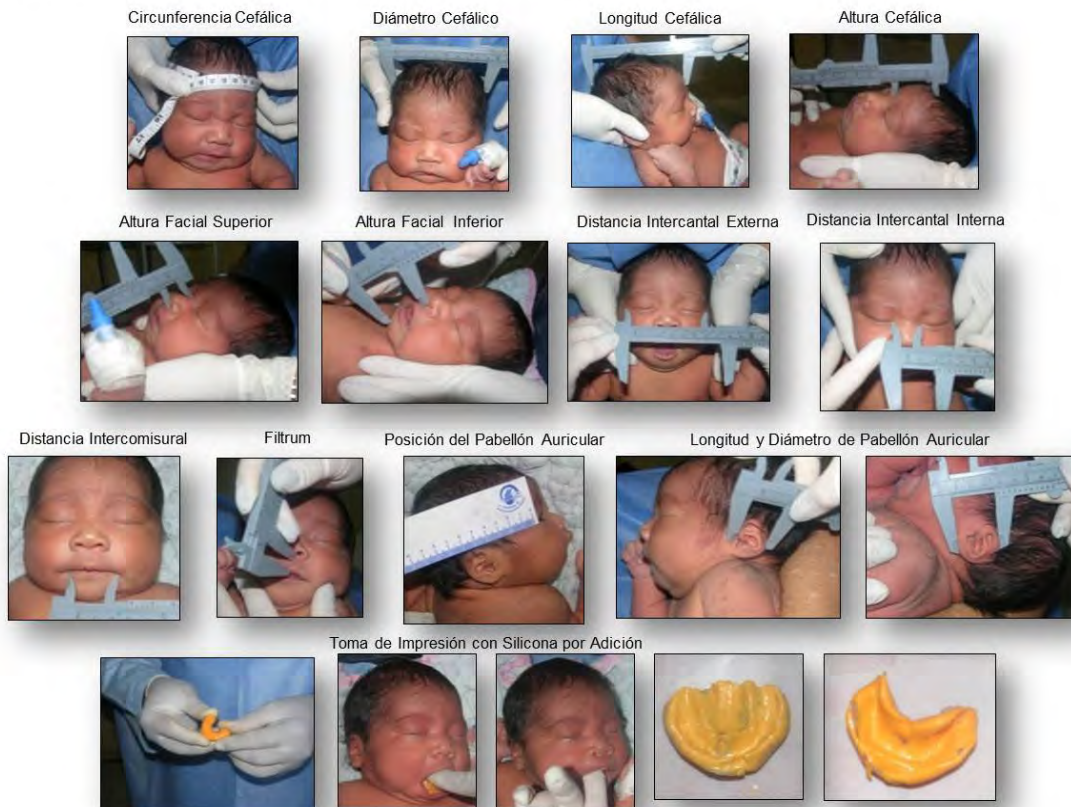 Circunferencia Cefálica
Diámetro Cefálico
Longitud Cefálica
Altura Cefálica
Altura Facial Superior
Altura Facial Inferior
Distancia Intercantal Externa
Distancia Intercantal Interna
Distancia Intercomisural
Filtrum
Posición del Pabellón Auricular
Longitud y Diámetro de Pabellón Auricular
Toma de Impresión con Silicona por Adición